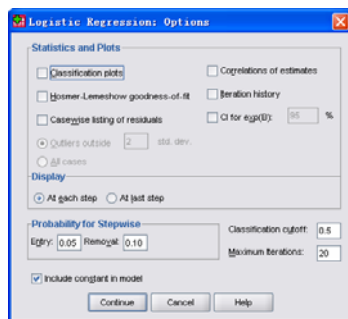 Logistic Regression: Options
Statistics and Plots
Classification plots
Correlations of estimates
Hosmer-Lemeshow goodness-of-fit
Iteration history
Casewise listing of residuals
CI for exp(B): 95 %
Outliers outside 2 std. dev.
All cases
Display
At each step At last step
Probability for Stepwise
Entry: 0.05 Removal: 0.10
Classification cutoff: 0.5
Maximum Iterations: 20
Include constant in model
Continue Cancel Help